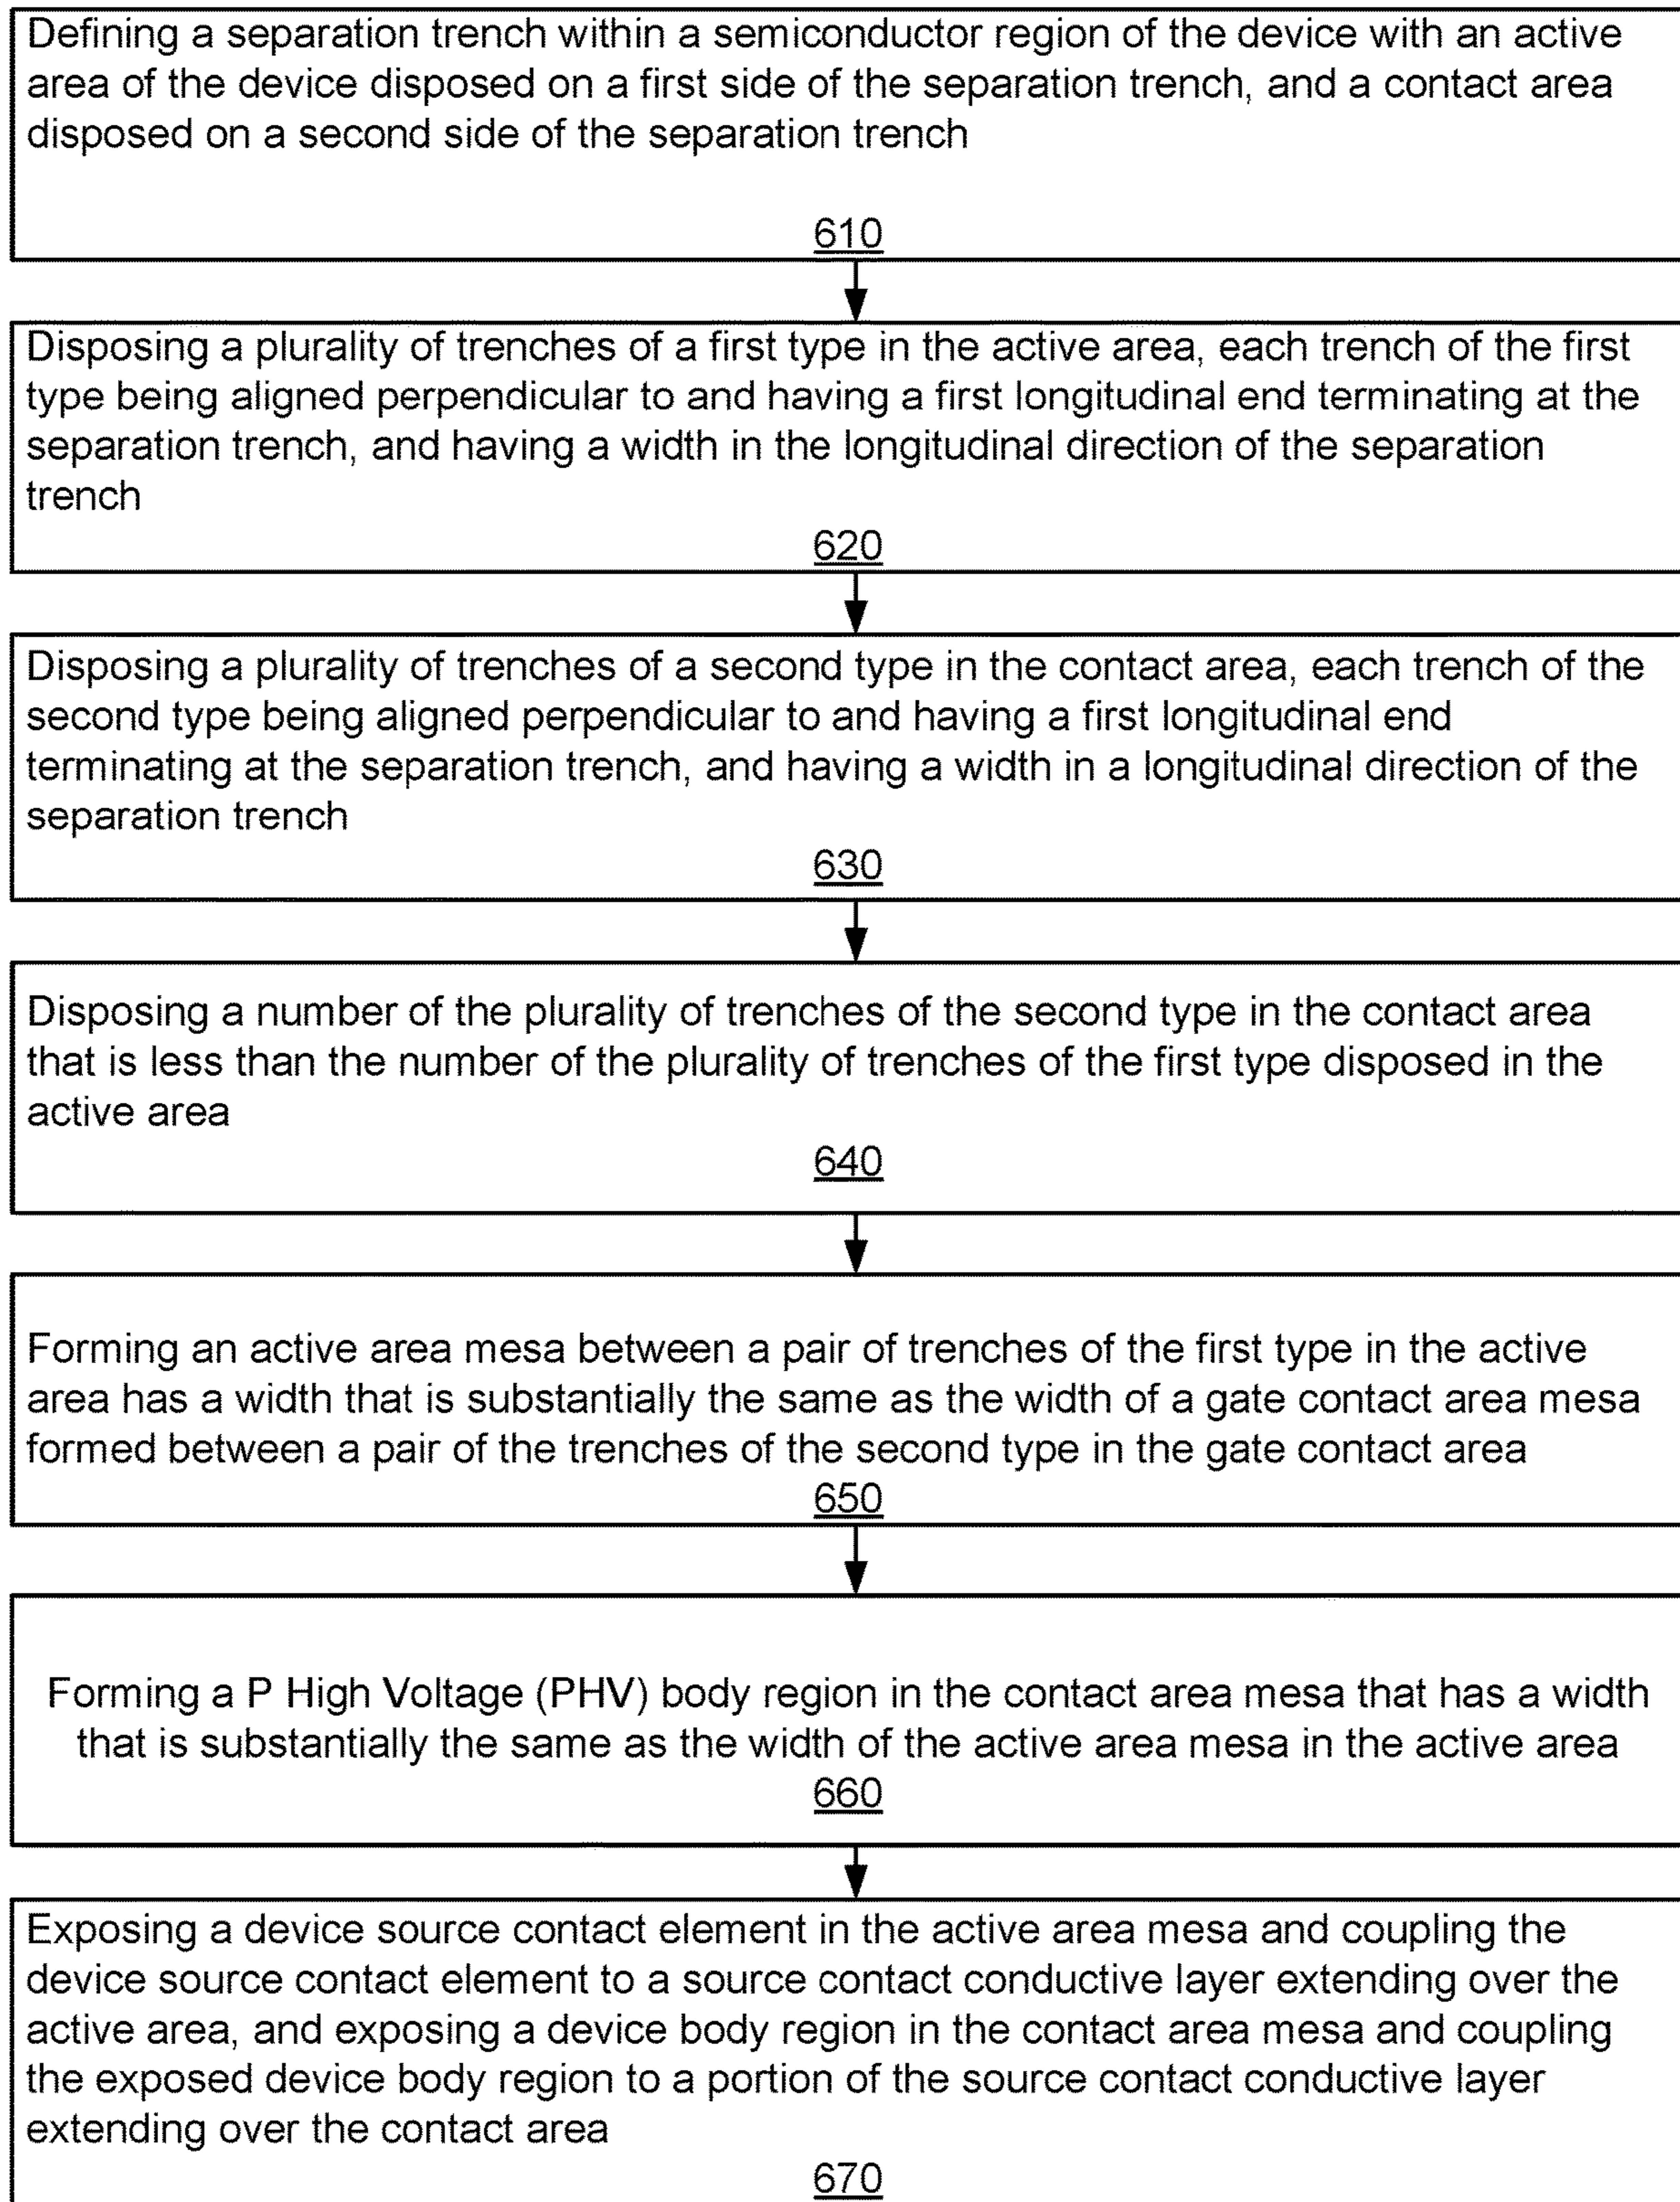 Defining a separation trench within a semiconductor region of the device with an active
area of the device disposed on a first side of the separation trench, and a contact area
disposed on a second side of the separation trench
610
Disposing a plurality of trenches of a first type in the active area, each trench of the first
type being aligned perpendicular to and having a first longitudinal end terminating at the
separation trench, and having a width in the longitudinal direction of the separation
trench
620
Disposing a plurality of trenches of a second type in the contact area, each trench of the
second type being aligned perpendicular to and having a first longitudinal end
terminating at the separation trench, and having a width in a longitudinal direction of the
separation trench
630
Disposing a number of the plurality of trenches of the second type in the contact area
that is less than the number of the plurality of trenches of the first type disposed in the
active area
640
Forming an active area mesa between a pair of trenches of the first type in the active
area has a width that is substantially the same as the width of a gate contact area mesa
formed between a pair of the trenches of the second type in the gate contact area
650
Forming a P High Voltage (PHV) body region in the contact area mesa that has a width
that is substantially the same as the width of the active area mesa in the active area
660
Exposing a device source contact element in the active area mesa and coupling the
device source contact element to a source contact conductive layer extending over the
active area, and exposing a device body region in the contact area mesa and coupling
the exposed device body region to a portion of the source contact conductive layer
extending over the contact area
670